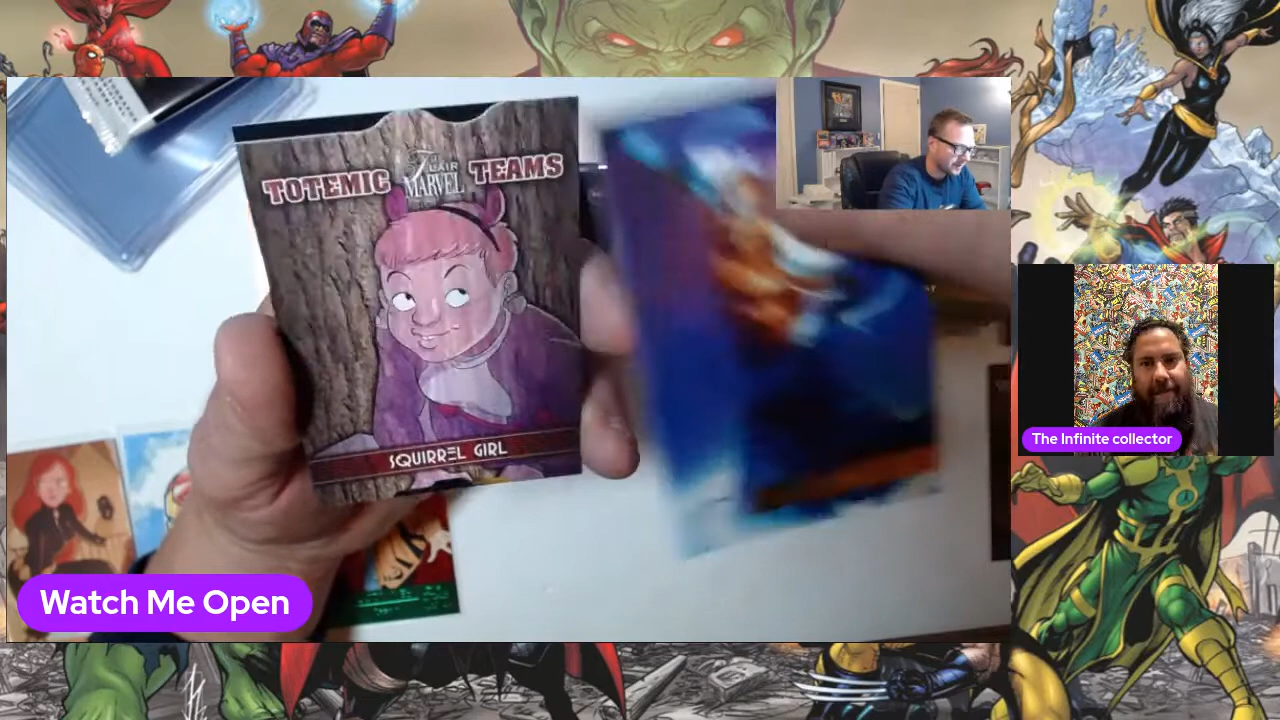 TOTEMIC FLAIR MARVEL TEAMS
SQUIRREL GIRL
The Infinite collector
Watch Me Open